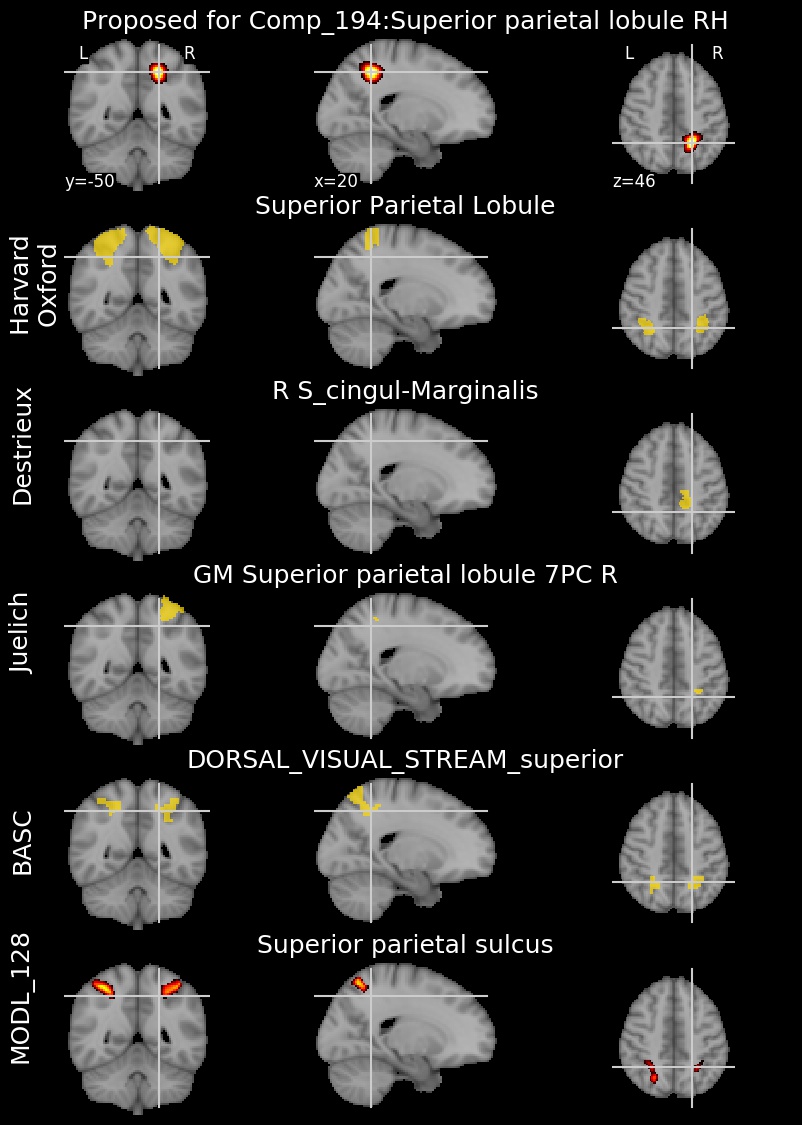 Proposed for Comp_194:Superior parietal lobule RH
L R L R
y=-50 x=20 z=46
Superior Parietal Lobule
Harvard
Oxford
R S_cingul-Marginalis
Destrieux
GM Superior parietal lobule 7PC R
Juelich
DORSAL_VISUAL_STREAM_superior
BASC
Superior parietal sulcus
MODL_128